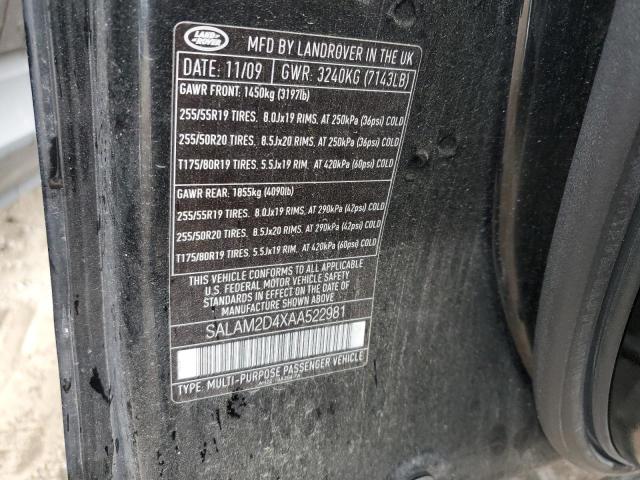 LAND ROVER
MFD BY LANDROVER IN THE UK
DATE: 11/09 GWR: 3240KG (7143LB)
GAWR FRONT: 1450kg (3197lb)
255/55R19 TIRES. 8.0Jx19 RIMS, AT 250kPa (36psi) COLD
255/50R20 TIRES. 8.5Jx20 RIMS, AT 250kPa (36psi) COLD
T175/80R19 TIRES. 5.5Jx19 RIM, AT 420kPa (60psi) COLD
GAWR REAR: 1855kg (4090lb)
255/55R19 TIRES. 8.0Jx19 RIMS, AT 290kPa (42psi) COLD
255/50R20 TIRES. 8.5Jx20 RIMS, AT 290kPa (42psi) COLD
T175/80R19 TIRES. 5.5Jx19 RIM, AT 420kPa (60psi) COLD
THIS VEHICLE CONFORMS TO ALL APPLICABLE
U.S. FEDERAL MOTOR VEHICLE SAFETY
STANDARDS IN EFFECT ON THE DATE OF
MANUFACTURE SHOWN ABOVE
SALAM2D4XAA522981
TYPE: MULTI-PURPOSE PASSENGER VEHICLE